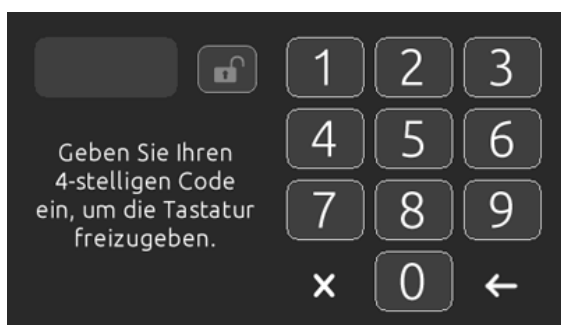 1 2 3
4 5 6
Geben Sie Ihren
4-stelligen Code
ein, um die Tastatur
freizugeben.
7 8 9
0